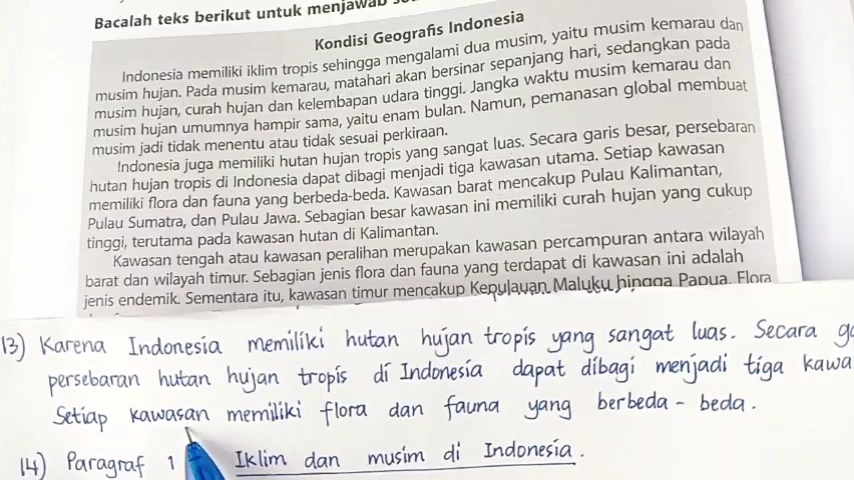 Bacalah teks berikut untuk menjawab
Kondisi Geografis Indonesia
Indonesia memiliki iklim tropis sehingga mengalami dua musim, yaitu musim kemarau dan
musim hujan. Pada musim kemarau, matahari akan bersinar sepanjang hari, sedangkan pada
musim hujan, curah hujan dan kelembapan udara tinggi. Jangka waktu musim kemarau dan
musim hujan umumnya hampir sama, yaitu enam bulan. Namun, pemanasan global membuat
musim jadi tidak menentu atau tidak sesuai perkiraan.
Indonesia juga memiliki hutan hujan tropis yang sangat luas. Secara garis besar, persebaran
hutan hujan tropis di Indonesia dapat dibagi menjadi tiga kawasan utama. Setiap kawasan
memiliki flora dan fauna yang berbeda-beda. Kawasan barat mencakup Pulau Kalimantan,
Pulau Sumatra, dan Pulau Jawa. Sebagian besar kawasan ini memiliki curah hujan yang cukup
tinggi, terutama pada kawasan hutan di Kalimantan.
Kawasan tengah atau kawasan peralihan merupakan kawasan percampuran antara wilayah
barat dan wilayah timur. Sebagian jenis flora dan fauna yang terdapat di kawasan ini adalah
jenis endemik. Sementara itu, kawasan timur mencakup Kepulauan Maluku hingga Papua. Flora
13) Karena Indonesia memiliki hutan hujan tropis yang sangat luas. Secara
persebaran hutan hujan tropis di Indonesia dapat dibagi menjadi tiga kawa
Setiap kawasan memiliki flora dan fauna yang berbeda-beda.
14) Paragraf 1 Iklim dan musim di Indonesia.